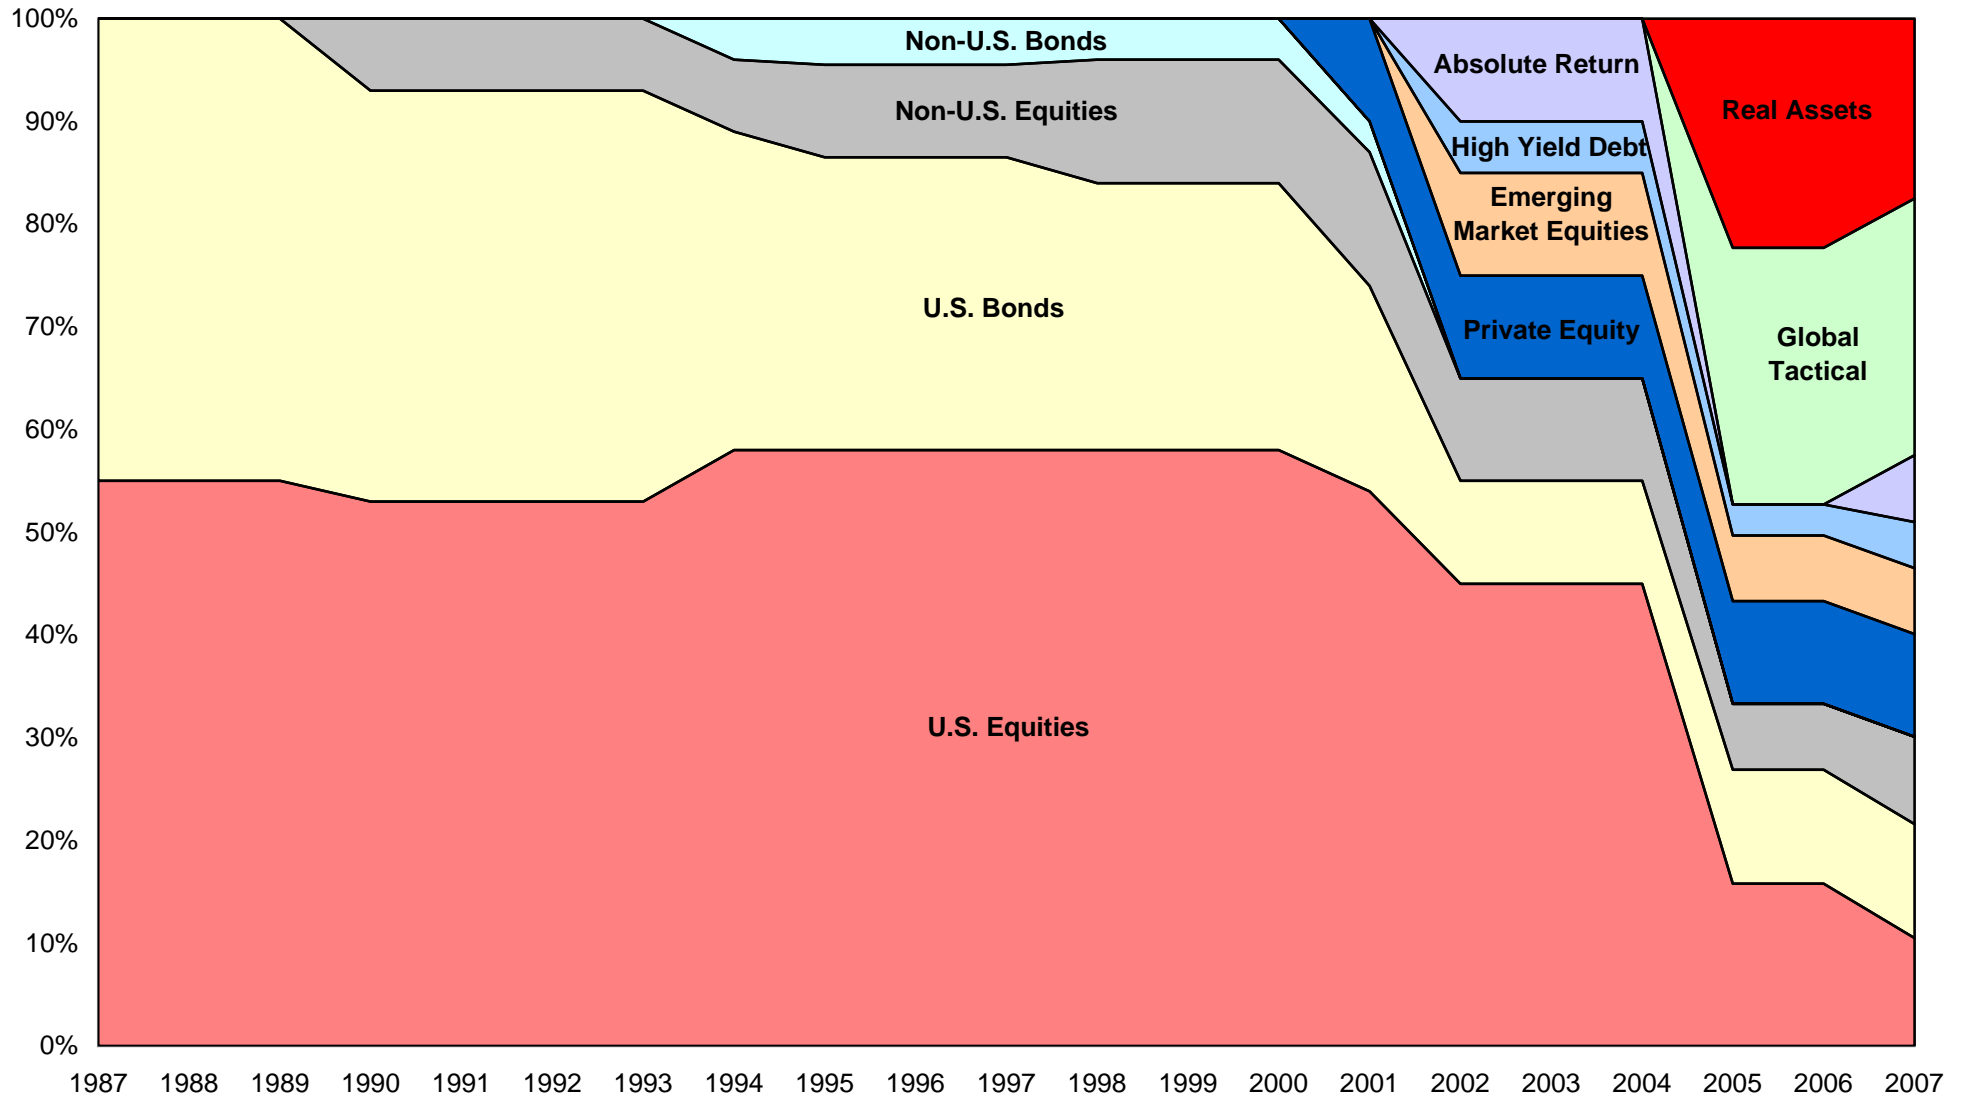 100%
90%
80%
70%
60%
50%
40%
30%
20%
10%
0%
Non-U.S. Bonds
Absolute Return
Real Assets
Non-U.S. Equities
High Yield Debt
Emerging
Market Equities
U.S. Bonds
Private Equity
Global
Tactical
U.S. Equities
1987 1988 1989 1990 1991 1992 1993 1994 1995 1996 1997 1998 1999 2000 2001 2002 2003 2004 2005 2006 2007